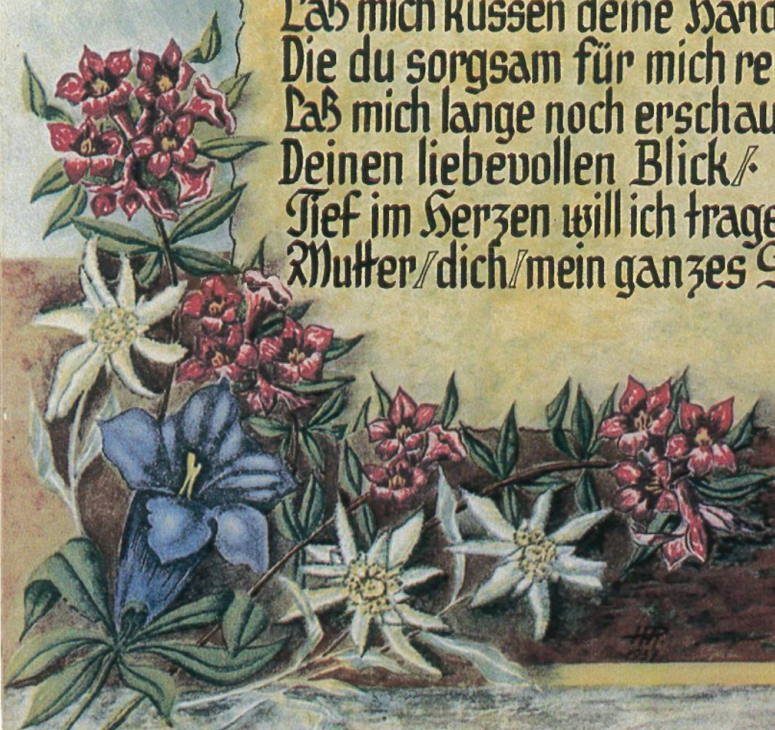 Laß mich küssen deine Hand
Die du sorgsam für mich re
Laß mich lange noch erschau
Deinen liebevollen Blick/.
Tief im Herzen will ich trage
Mutter/dich/mein ganzes